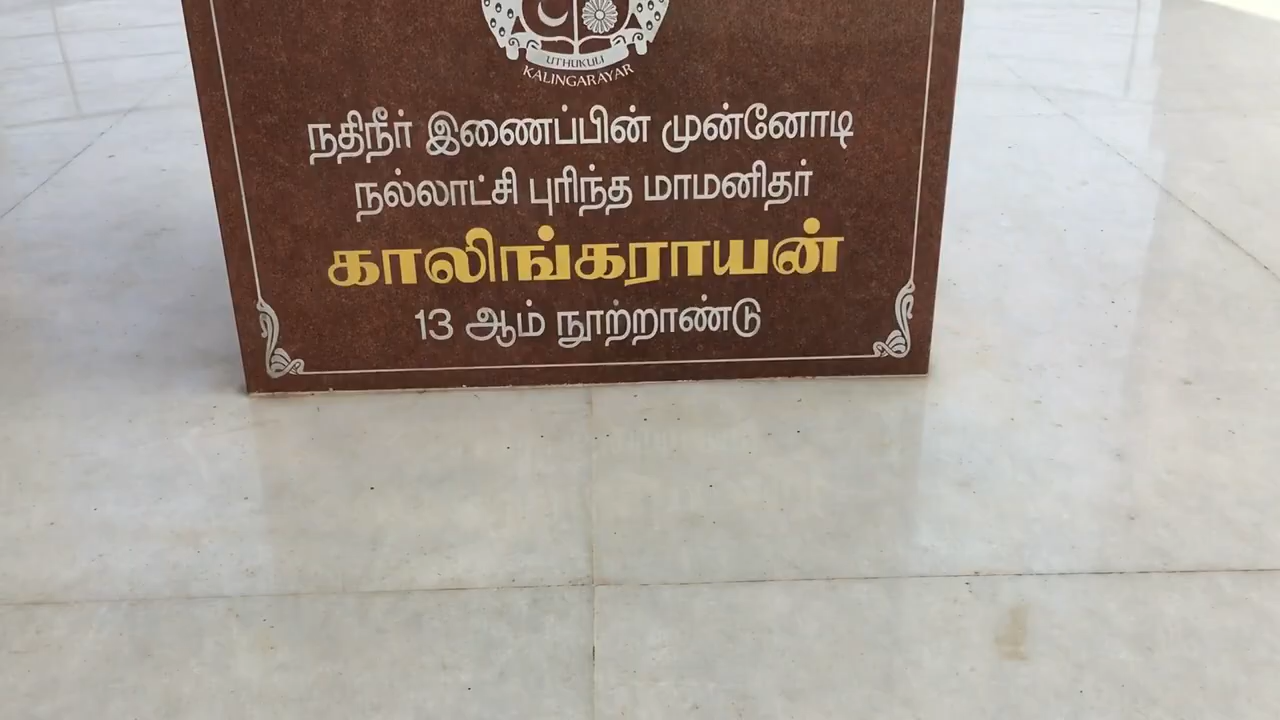 UTHUKULI
KALINGARAYAR
நதிநீர் இணைப்பின் முன்னோடி
நல்லாட்சி புரிந்த மாமனிதர்
காலிங்கராயன்
13 ஆம் நூற்றாண்டு